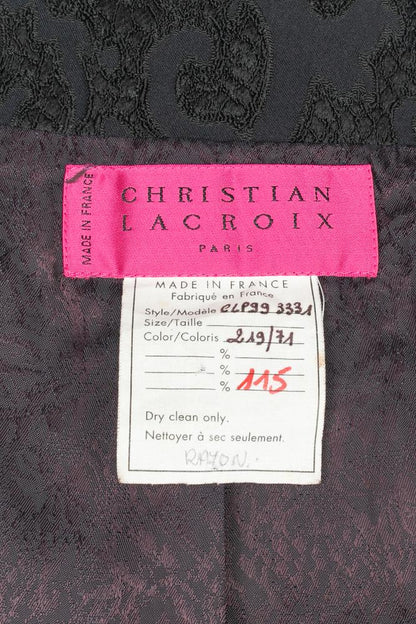 MADE IN FRANCE
CHRISTIAN
LACROIX
PARIS
MADE IN FRANCE
Fabriqué en France
Style/Modèle CLP99 3331
Size/Taille
Color/Coloris 219/71
%
%
% 115
Dry clean only.
Nettoyer à sec seulement.
RAYON.